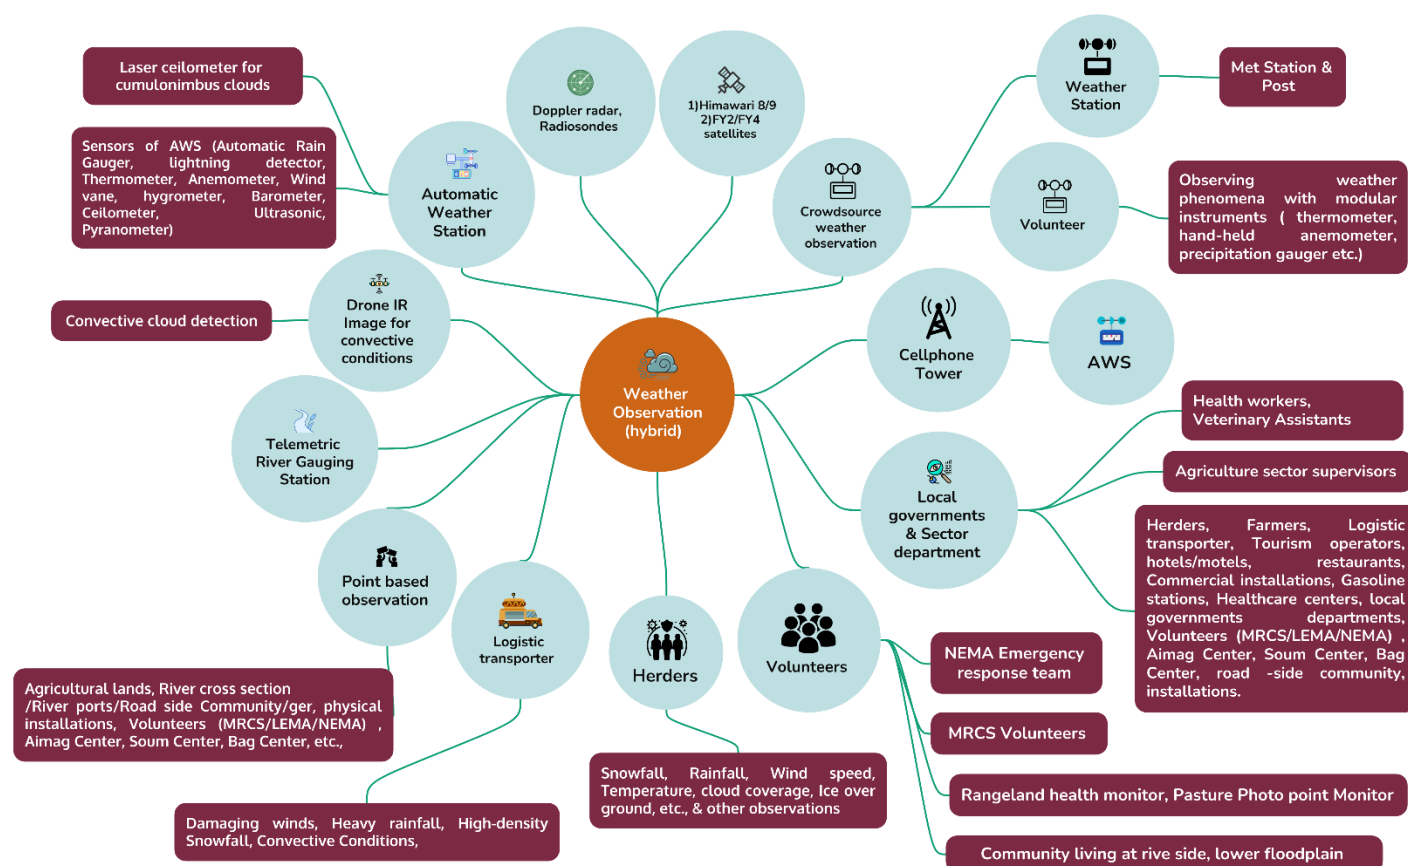 Laser ceilometer for
cumulonimbus clouds
Sensors of AWS (Automatic Rain
Gauger, lightning detector,
Thermometer, Anemometer, Wind
vane, hygrometer, Barometer,
Ceilometer, Ultrasonic,
Pyranometer)
Automatic
Weather
Station
Doppler radar,
Radiosondes
1)Himawari 8/9
2)FY2/FY4
satellites
Crowdsource
weather
observation
Weather
Station
Met Station &
Post
Volunteer
Observing weather
phenomena with modular
instruments ( thermometer,
hand-held anemometer,
precipitation gauger etc.)
Convective cloud detection
Drone IR
Image for
convective
conditions
Weather
Observation
(hybrid)
Cellphone
Tower
AWS
Telemetric
River Gauging
Station
Local
governments
& Sector
department
Health workers,
Veterinary Assistants
Agriculture sector supervisors
Herders, Farmers, Logistic
transporter, Tourism operators,
hotels/motels, restaurants,
Commercial installations, Gasoline
stations, Healthcare centers, local
governments departments,
Volunteers (MRCS/LEMA/NEMA) ,
Aimag Center, Soum Center, Bag
Center, road -side community,
installations.
Point based
observation
Logistic
transporter
Herders
Volunteers
NEMA Emergency
response team
MRCS Volunteers
Rangeland health monitor, Pasture Photo point Monitor
Community living at rive side, lower floodplain
Agricultural lands, River cross section
/River ports/Road side Community/ger, physical
installations, Volunteers (MRCS/LEMA/NEMA) ,
Aimag Center, Soum Center, Bag Center, etc.,
Damaging winds, Heavy rainfall, High-density
Snowfall, Convective Conditions,
Snowfall, Rainfall, Wind speed,
Temperature, cloud coverage, Ice over
ground, etc., & other observations